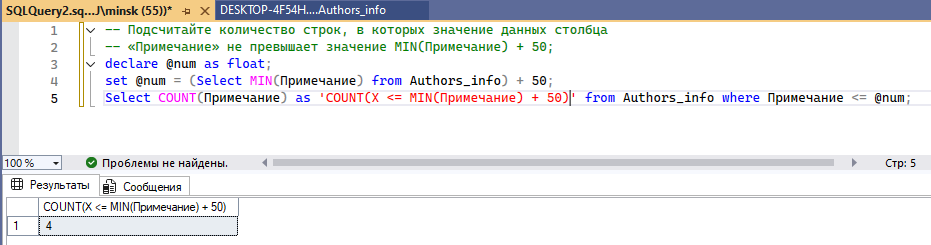 SQLQuery2.sq...J\minsk (55))*
DESKTOP-4F54H....Authors_info
1 -- Подсчитайте количество строк, в которых значение данных столбца
2 -- «Примечание» не превышает значение MIN(Примечание) + 50;
3 declare @num as float;
4 set @num = (Select MIN(Примечание) from Authors_info) + 50;
5 Select COUNT(Примечание) as 'COUNT(X <= MIN(Примечание) + 50)' from Authors_info where Примечание <= @num;
100 % Проблемы не найдены. Стр: 5
Результаты Сообщения
COUNT(X <= MIN(Примечание) + 50)
1 4